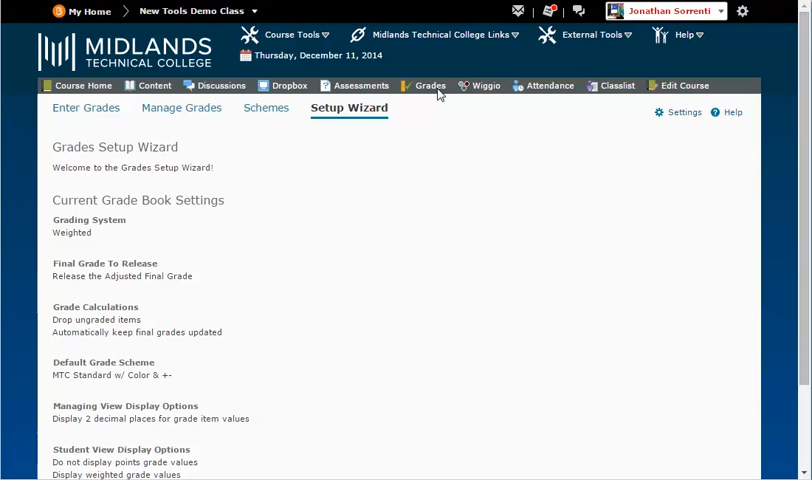 My Home
New Tools Demo Class
Jonathan Sorrenti
MIDLANDS
TECHNICAL COLLEGE
Course Tools
Midlands Technical College Links
External Tools
Help
Thursday, December 11, 2014
Course Home
Content
Discussions
Dropbox
Assessments
Grades
Wiggio
Attendance
Classlist
Edit Course
Enter Grades
Manage Grades
Schemes
Setup Wizard
Settings
Help
Grades Setup Wizard
Welcome to the Grades Setup Wizard!
Current Grade Book Settings
Grading System
Weighted
Final Grade To Release
Release the Adjusted Final Grade
Grade Calculations
Drop ungraded items
Automatically keep final grades updated
Default Grade Scheme
MTC Standard w/ Color & +-
Managing View Display Options
Display 2 decimal places for grade item values
Student View Display Options
Do not display points grade values
Display weighted grade values